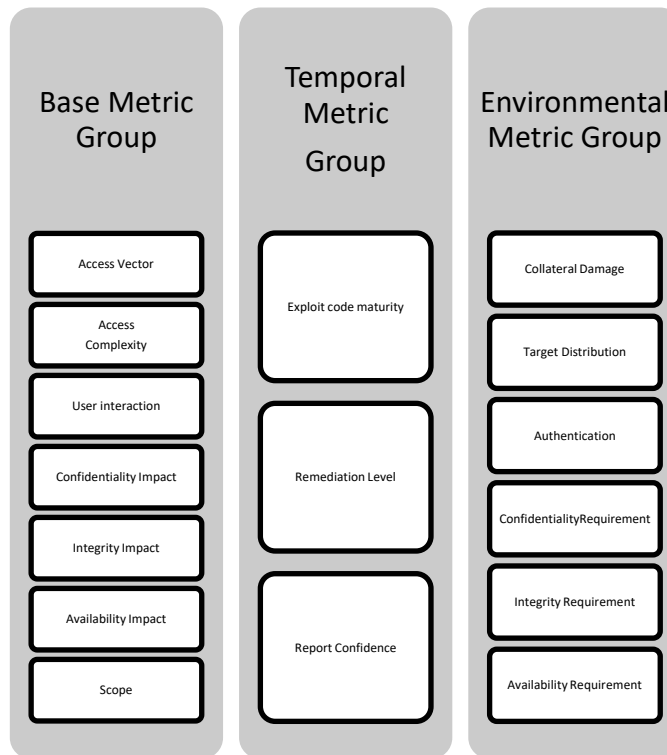 Base Metric
Group
Access Vector
Access
Complexity
User interaction
Confidentiality Impact
Integrity Impact
Availability Impact
Scope
Temporal
Metric
Group
Exploit code maturity
Remediation Level
Report Confidence
Environmental
Metric Group
Collateral Damage
Target Distribution
Authentication
ConfidentialityRequirement
Integrity Requirement
Availability Requirement